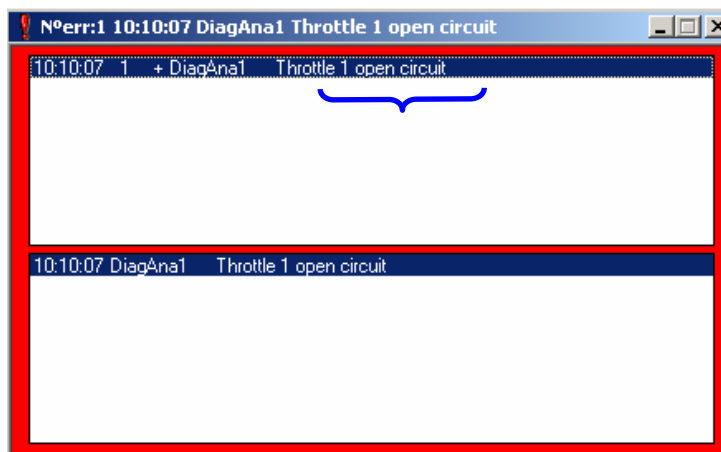 Nºerr:1 10:10:07 DiagAna1 Throttle 1 open circuit
10:10:07 1 + DiagAna1 Throttle 1 open circuit
10:10:07 DiagAna1 Throttle 1 open circuit